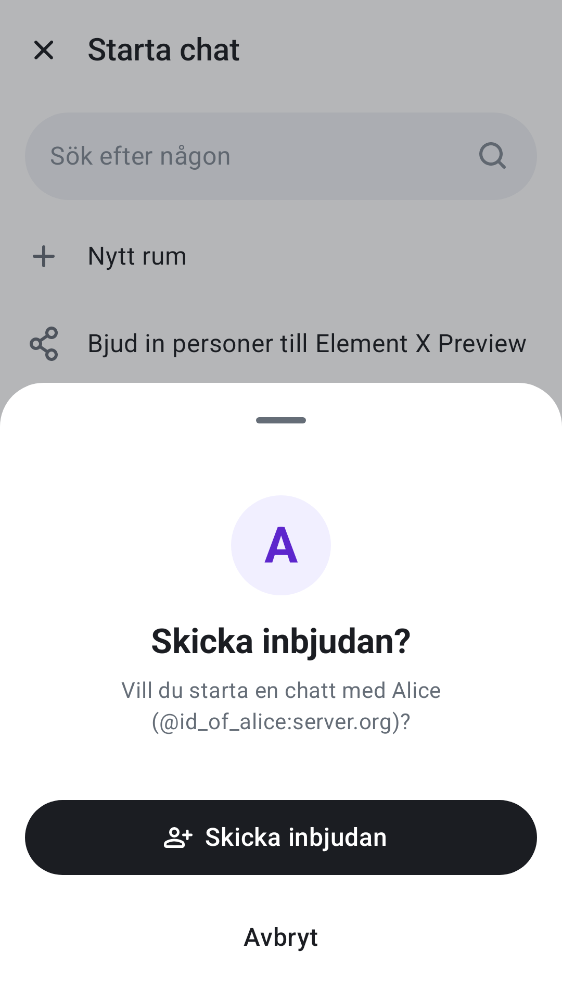 Starta chat
Sök efter någon
Nytt rum
Bjud in personer till Element X Preview
A
Skicka inbjudan?
Vill du starta en chatt med Alice
(@id_of_alice:server.org)?
Skicka inbjudan
Avbryt